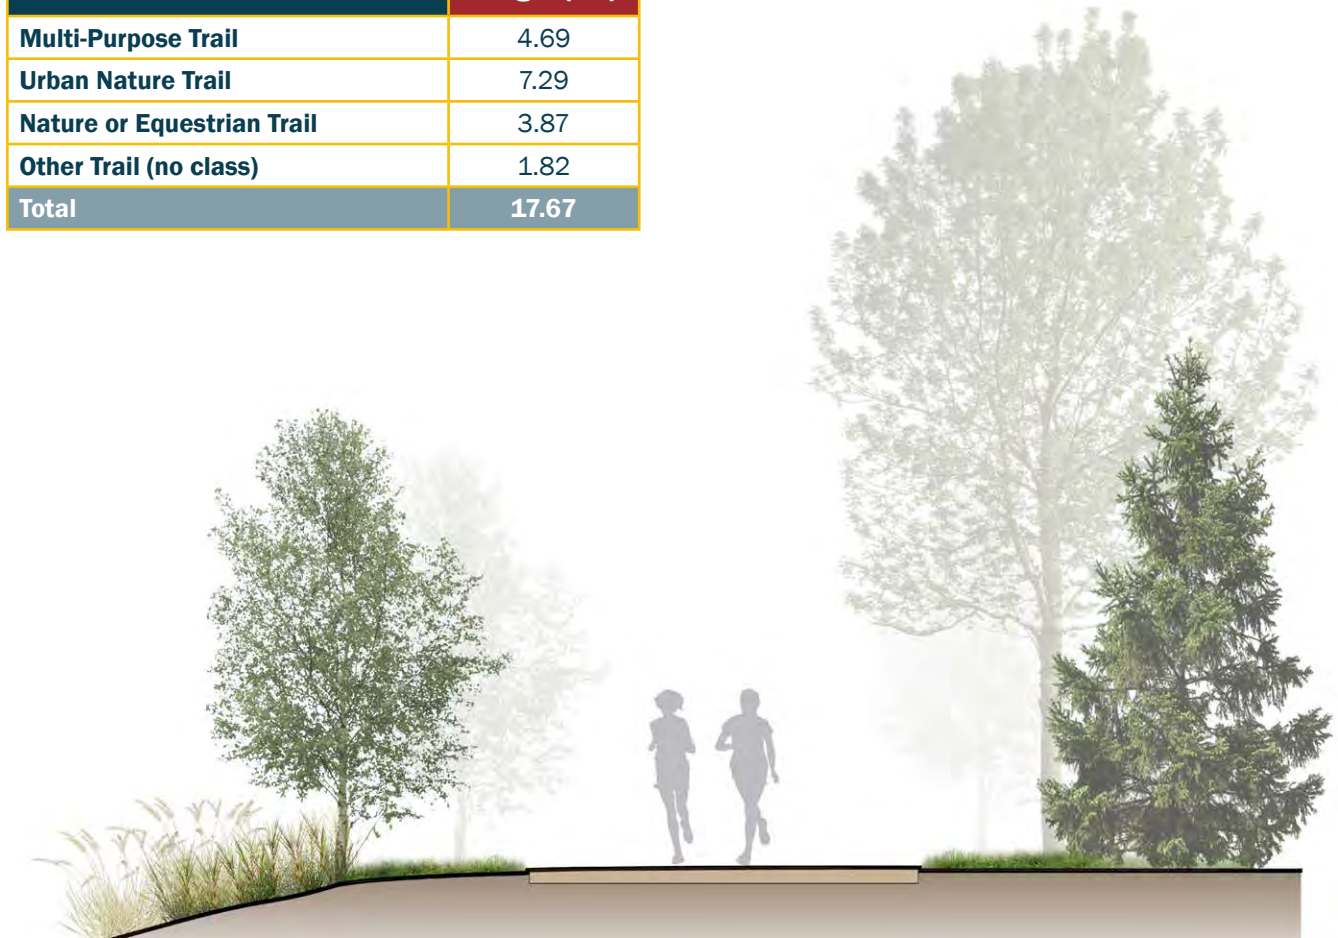 Multi-Purpose Trail 4.69
Urban Nature Trail 7.29
Nature or Equestrian Trail 3.87
Other Trail (no class) 1.82
Total 17.67